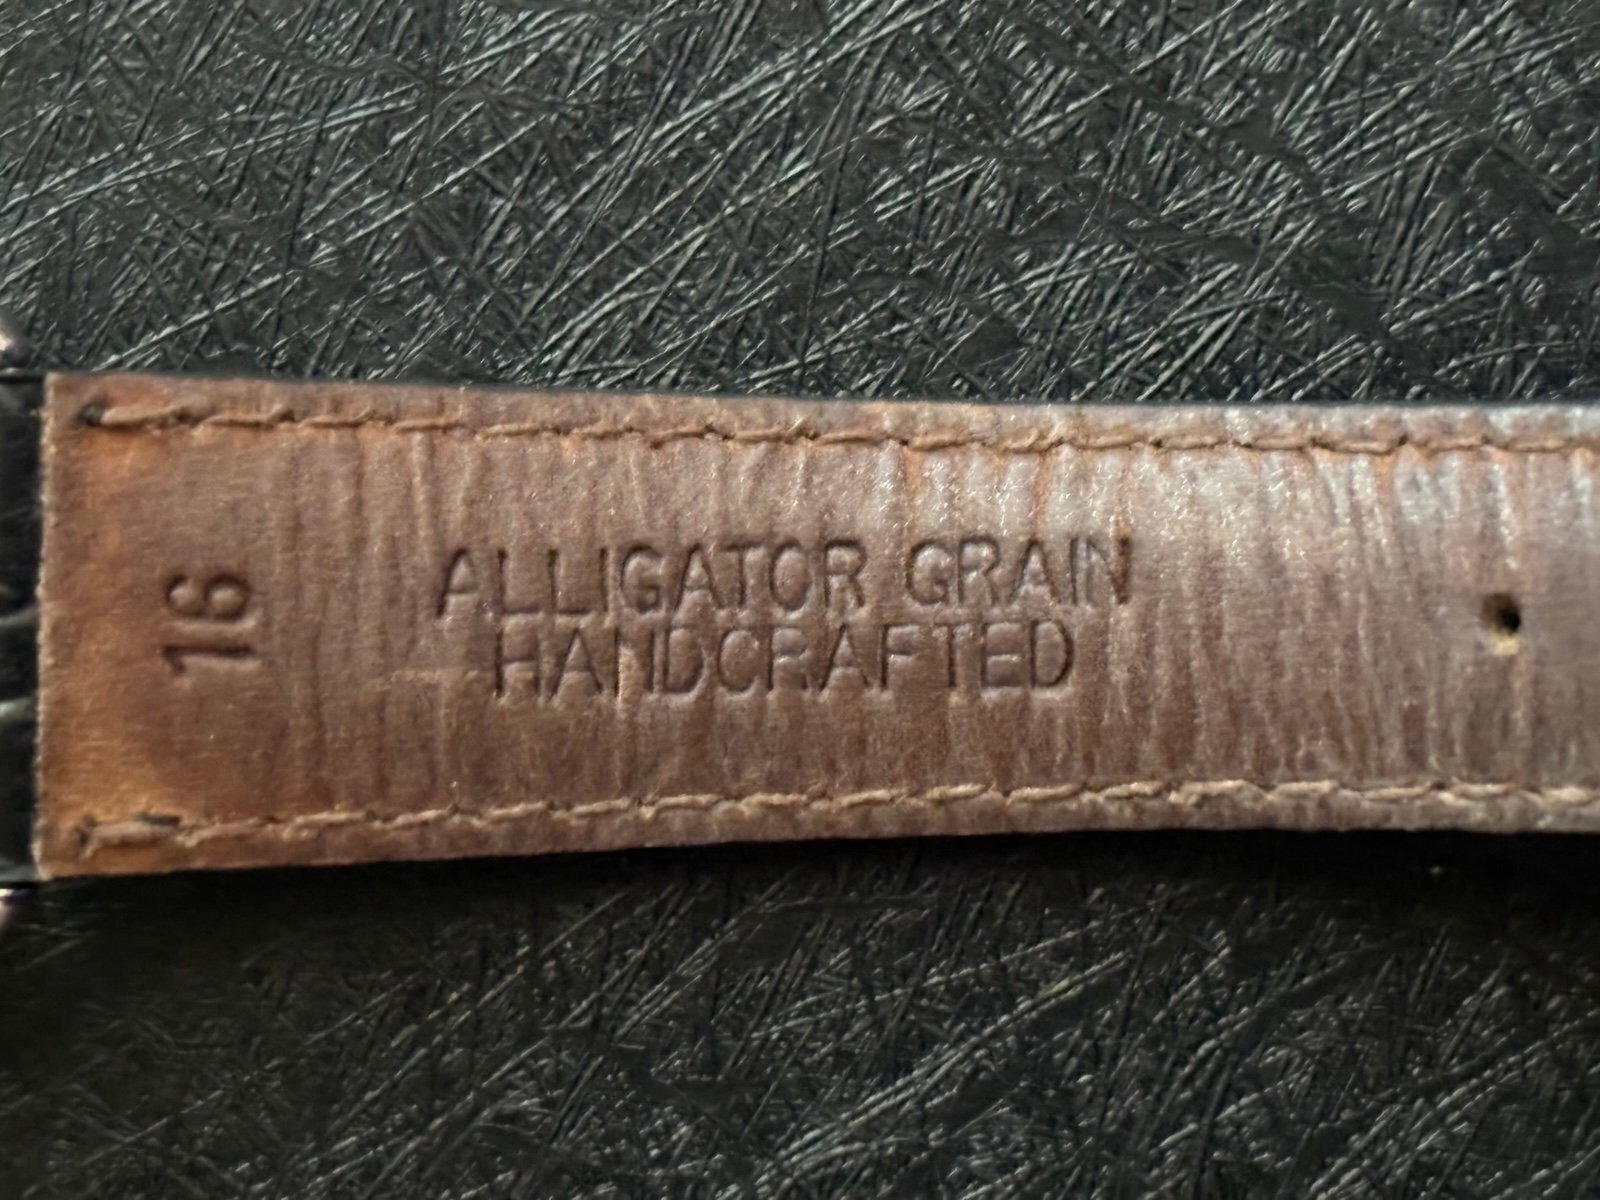 16
ALLIGATOR GRAIN
HANDCRAFTED